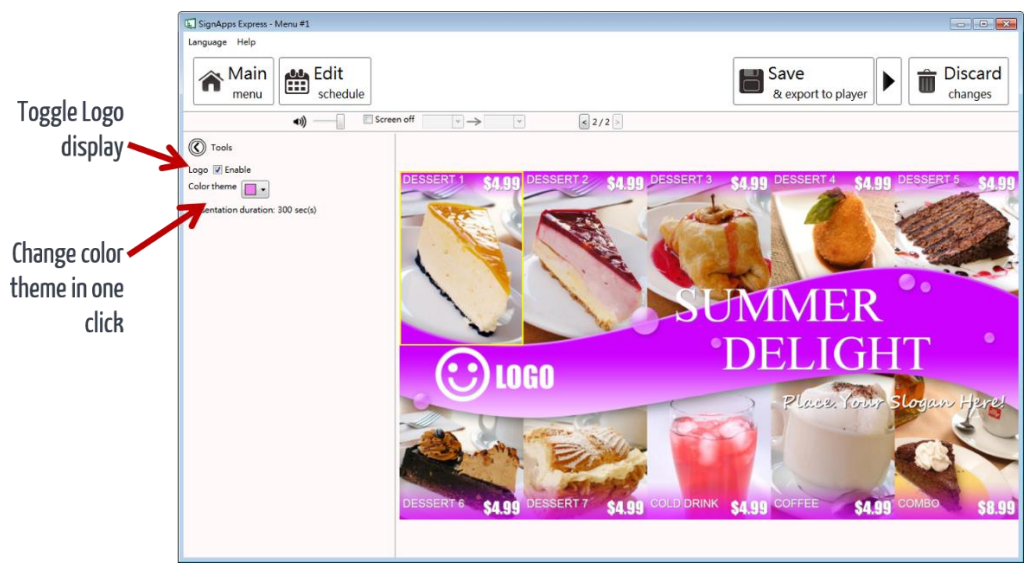 SignApps Express - Menu #1
Language Help
Main
menu
Edit
schedule
Save
& export to player
Discard
changes
Screen off
< 2 / 2 >
Toggle Logo
display
Tools
Logo Enable
Color theme
entation duration: 300 sec(s)
Change color
theme in one
click
DESSERT 1 $4.99 DESSERT 2 $4.99 DESSERT 3 $4.99 DESSERT 4 $4.99 DESSERT 5 $4.99
SUMMER
DELIGHT
LOGO
Place Your Slogan Here!
DESSERT 6 $4.99 DESSERT 7 $4.99 COLD DRINK $4.99 COFFEE $4.99 COMBO $8.99